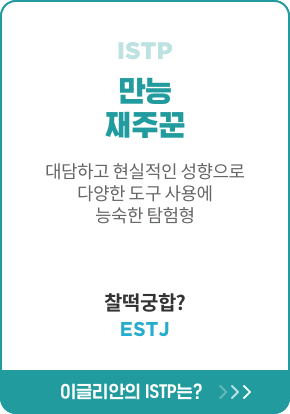 ISTP
만능
재주꾼
대담하고 현실적인 성향으로
다양한 도구 사용에
능숙한 탐험형
찰떡궁합?
ESTJ
이글리안의 ISTP는? >>>